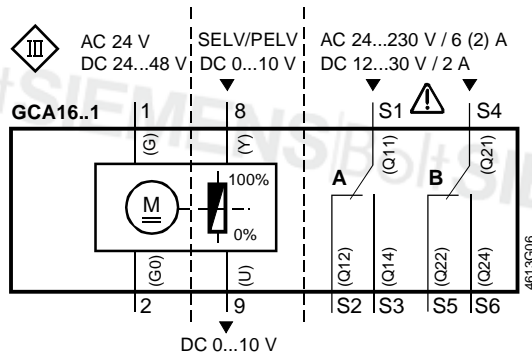 III
AC 24 V
DC 24...48 V
SELV/PELV
DC 0...10 V
AC 24...230 V / 6 (2) A
DC 12...30 V / 2 A
GCA16..1
1
8
S1
S4
(G)
(Y)
(Q11)
(Q21)
M
100%
0%
A
B
(G0)
(U)
(Q12)
(Q14)
(Q22)
(Q24)
2
9
S2
S3
S5
S6
DC 0...10 V
4613G06
SIEMENS|Bolt